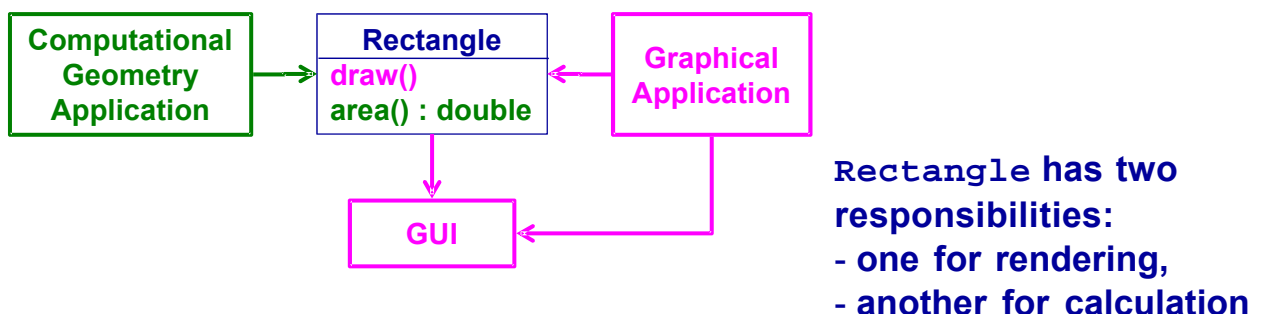 Computational
Geometry
Application
Rectangle
draw()
area() : double
Graphical
Application
GUI
Rectangle has two
responsibilities:
- one for rendering,
- another for calculation